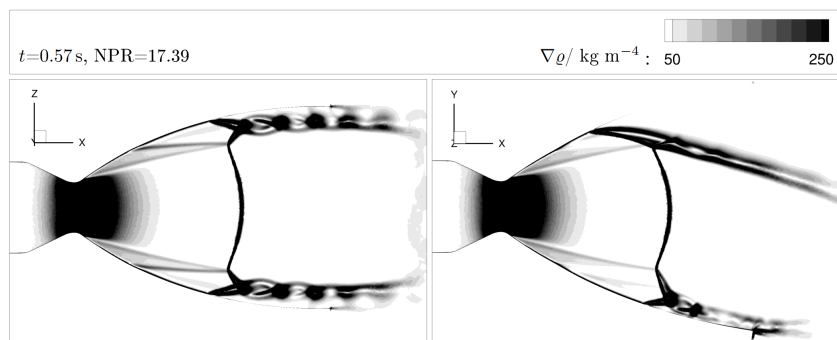 t=0.57 s, NPR=17.39
∇ϱ/ kg m⁻⁴ : 50 250
Z
Y X
Y
Z X